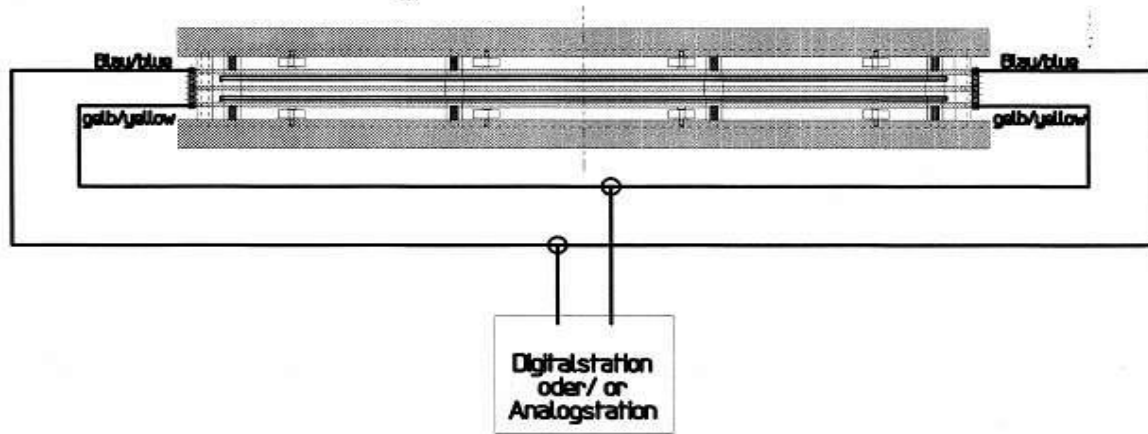 Blau/blue
Blau/blue
gelb/yellow
gelb/yellow
Digitalstation
oder/ or
Analogstation